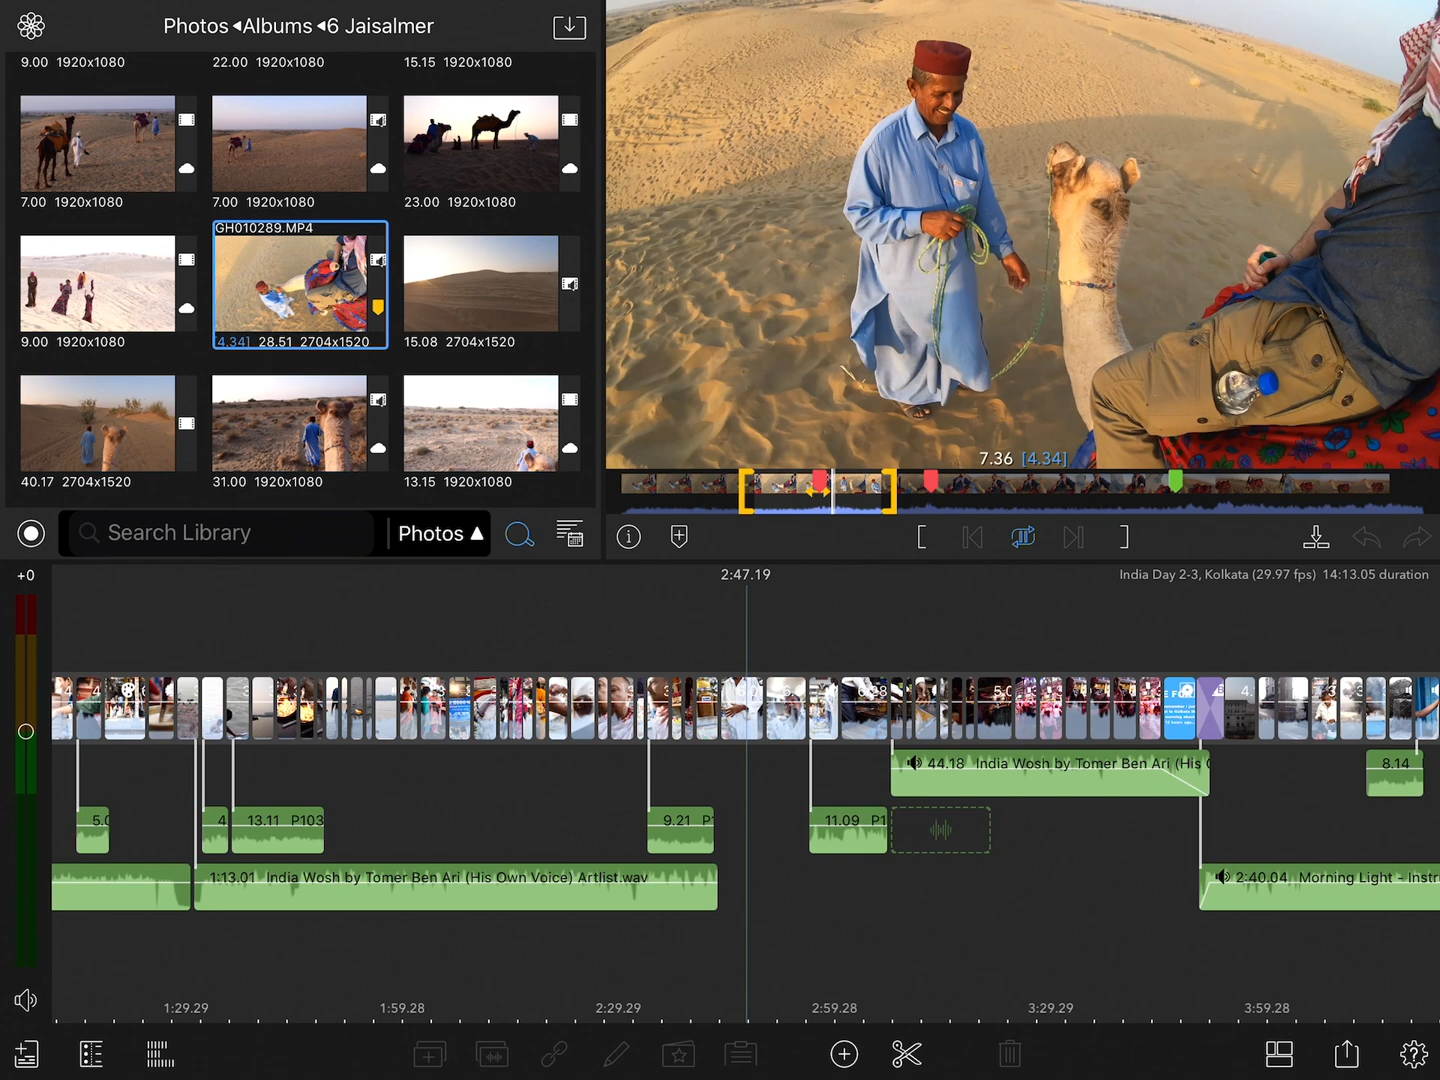 Photos ◂Albums ◂6 Jaisalmer
9.00 1920x1080
22.00 1920x1080
15.15 1920x1080
7.00 1920x1080
7.00 1920x1080
23.00 1920x1080
GH010289.MP4
9.00 1920x1080
[4.34] 28.51 2704x1520
15.08 2704x1520
40.17 2704x1520
31.00 1920x1080
13.15 1920x1080
7.36 [4.34]
Search Library
Photos ▲
+0
2:47.19
India Day 2-3, Kolkata (29.97 fps) 14:13.05 duration
44.18 India Wosh by Tomer Ben Ari (His
8.14
5.0
4
13.11 P103
9.21 P
11.09 P1
1:13.01 India Wosh by Tomer Ben Ari (His Own Voice) Artlist.wav
2:40.04 Morning Light - Instr
1:29.29
1:59.28
2:29.29
2:59.28
3:29.29
3:59.28